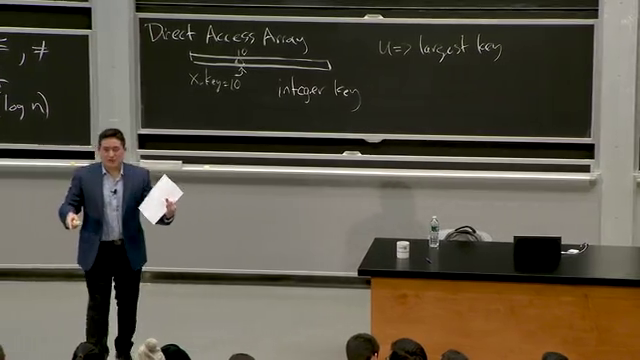 =, ≠
log n)
Direct Access Array
10
x.key=10
integer key
u => largest key